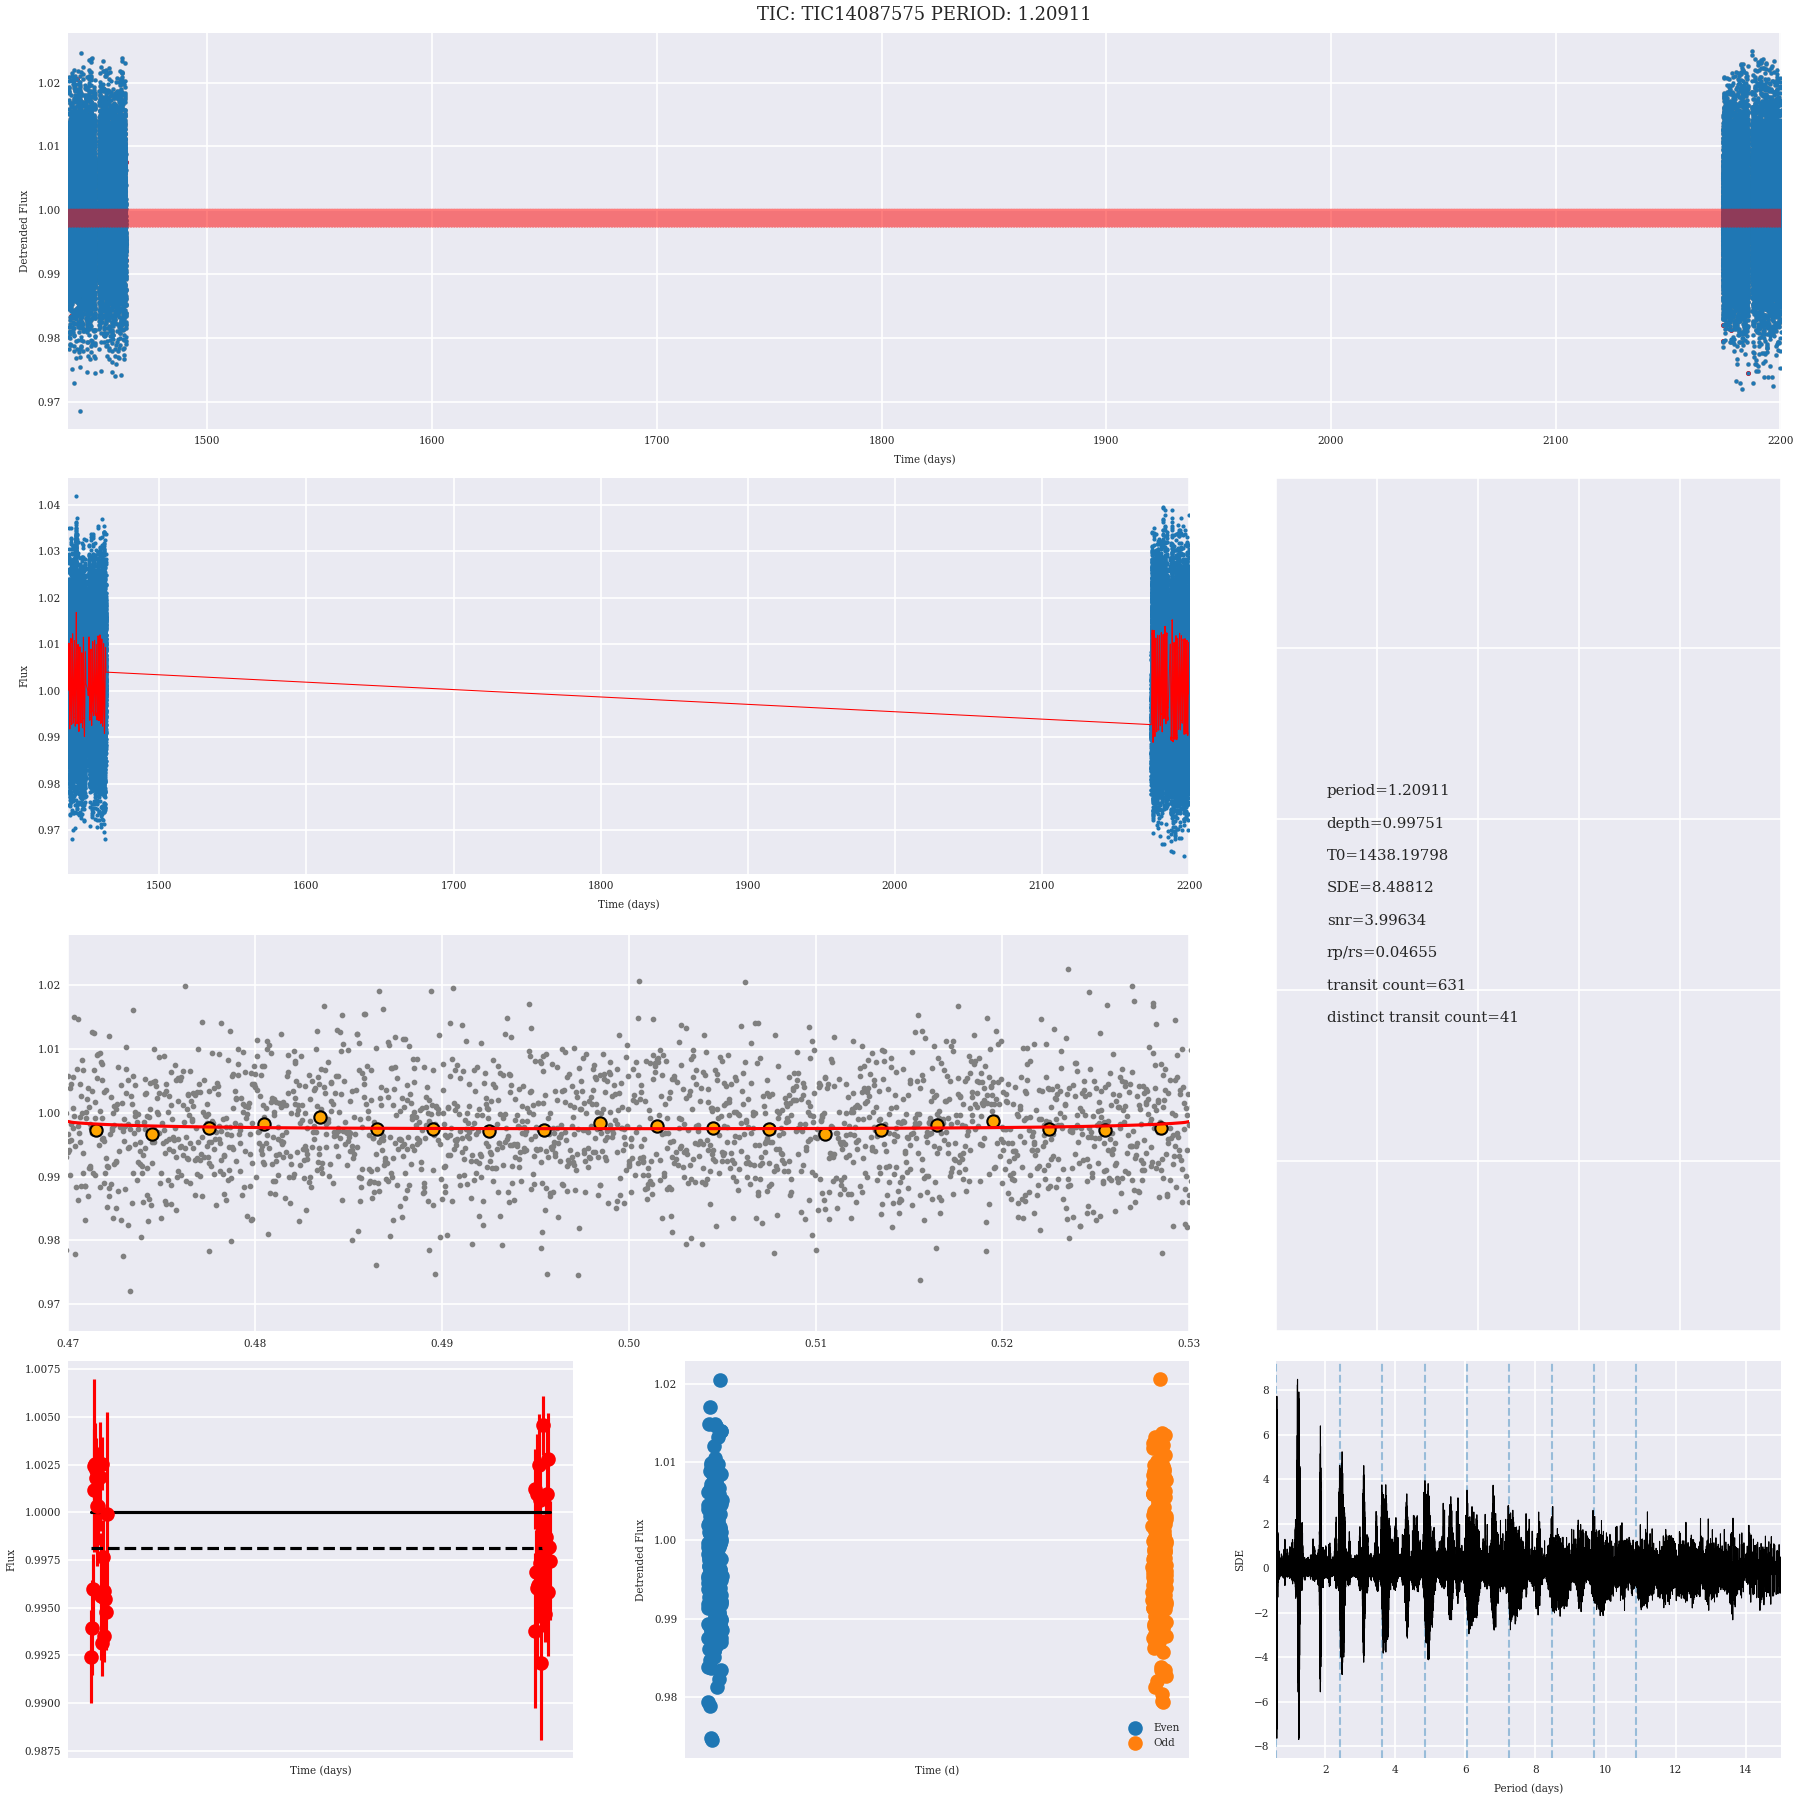 TIC: TIC14087575 PERIOD: 1.20911
1.02
1.01
1.00
0.99
0.98
0.97
Detrended Flux
1500 1600 1700 1800 1900 2000 2100 2200
Time (days)
1.04
1.03
1.02
1.01
1.00
0.99
0.98
0.97
Flux
1500 1600 1700 1800 1900 2000 2100 2200
Time (days)
period=1.20911
depth=0.99751
T0=1438.19798
SDE=8.48812
snr=3.99634
rp/rs=0.04655
transit count=631
distinct transit count=41
1.02
1.01
1.00
0.99
0.98
0.97
0.47 0.48 0.49 0.50 0.51 0.52 0.53
1.0075
1.0050
1.0025
1.0000
0.9975
0.9950
0.9925
0.9900
0.9875
Flux
Time (days)
1.02
1.01
1.00
0.99
0.98
Detrended Flux
Even
Odd
Time (d)
8
6
4
2
0
−2
−4
−6
−8
SDE
2 4 6 8 10 12 14
Period (days)